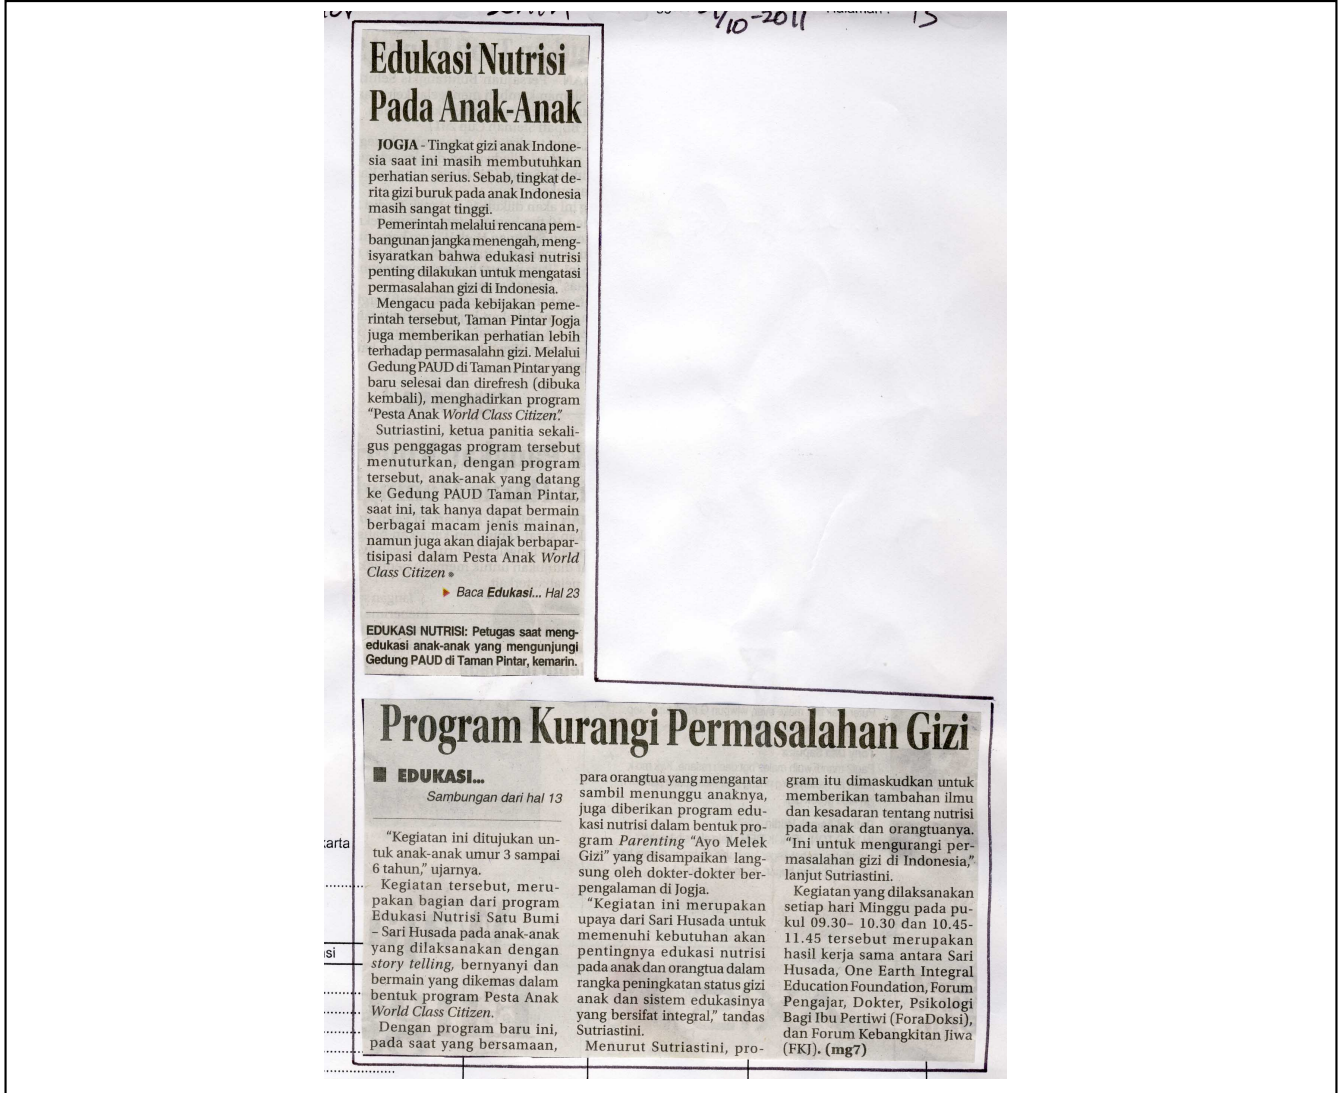 /10-2011
13
Edukasi Nutrisi
Pada Anak-Anak
JOGJA - Tingkat gizi anak Indone-
sia saat ini masih membutuhkan
perhatian serius. Sebab, tingkat de-
rita gizi buruk pada anak Indonesia
masih sangat tinggi.
Pemerintah melalui rencana pem-
bangunan jangka menengah, meng-
isyaratkan bahwa edukasi nutrisi
penting dilakukan untuk mengatasi
permasalahan gizi di Indonesia.
Mengacu pada kebijakan peme-
rintah tersebut, Taman Pintar Jogja
juga memberikan perhatian lebih
terhadap permasalahn gizi. Melalui
Gedung PAUD di Taman Pintar yang
baru selesai dan direfresh (dibuka
kembali), menghadirkan program
“Pesta Anak World Class Citizen”.
Sutriastini, ketua panitia sekali-
gus penggagas program tersebut
menuturkan, dengan program
tersebut, anak-anak yang datang
ke Gedung PAUD Taman Pintar,
saat ini, tak hanya dapat bermain
berbagai macam jenis mainan,
namun juga akan diajak berbapar-
tisipasi dalam Pesta Anak World
Class Citizen
Baca Edukasi... Hal 23
EDUKASI NUTRISI: Petugas saat meng-
edukasi anak-anak yang mengunjungi
Gedung PAUD di Taman Pintar, kemarin.
Program Kurangi Permasalahan Gizi
EDUKASI...
Sambungan dari hal 13
“Kegiatan ini ditujukan un-
tuk anak-anak umur 3 sampai
6 tahun,” ujarnya.
Kegiatan tersebut, meru-
pakan bagian dari program
Edukasi Nutrisi Satu Bumi
– Sari Husada pada anak-anak
yang dilaksanakan dengan
story telling, bernyanyi dan
bermain yang dikemas dalam
bentuk program Pesta Anak
World Class Citizen.
Dengan program baru ini,
pada saat yang bersamaan,
para orangtua yang mengantar
sambil menunggu anaknya,
juga diberikan program edu-
kasi nutrisi dalam bentuk pro-
gram Parenting “Ayo Melek
Gizi” yang disampaikan lang-
sung oleh dokter-dokter ber-
pengalaman di Jogja.
“Kegiatan ini merupakan
upaya dari Sari Husada untuk
memenuhi kebutuhan akan
pentingnya edukasi nutrisi
pada anak dan orangtua dalam
rangka peningkatan status gizi
anak dan sistem edukasinya
yang bersifat integral,” tandas
Sutriastini.
Menurut Sutriastini, pro-
gram itu dimaskudkan untuk
memberikan tambahan ilmu
dan kesadaran tentang nutrisi
pada anak dan orangtuanya.
“Ini untuk mengurangi per-
masalahan gizi di Indonesia,”
lanjut Sutriastini.
Kegiatan yang dilaksanakan
setiap hari Minggu pada pu-
kul 09.30– 10.30 dan 10.45-
11.45 tersebut merupakan
hasil kerja sama antara Sari
Husada, One Earth Integral
Education Foundation, Forum
Pengajar, Dokter, Psikologi
Bagi Ibu Pertiwi (ForaDoksi),
dan Forum Kebangkitan Jiwa
(FKJ). (mg7)